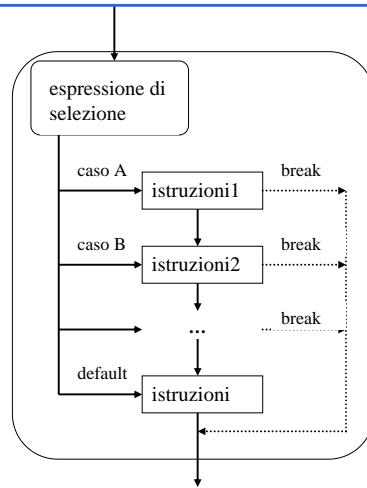 espressione di
selezione
caso A
istruzioni1
break
caso B
istruzioni2
break
...
break
default
istruzioni